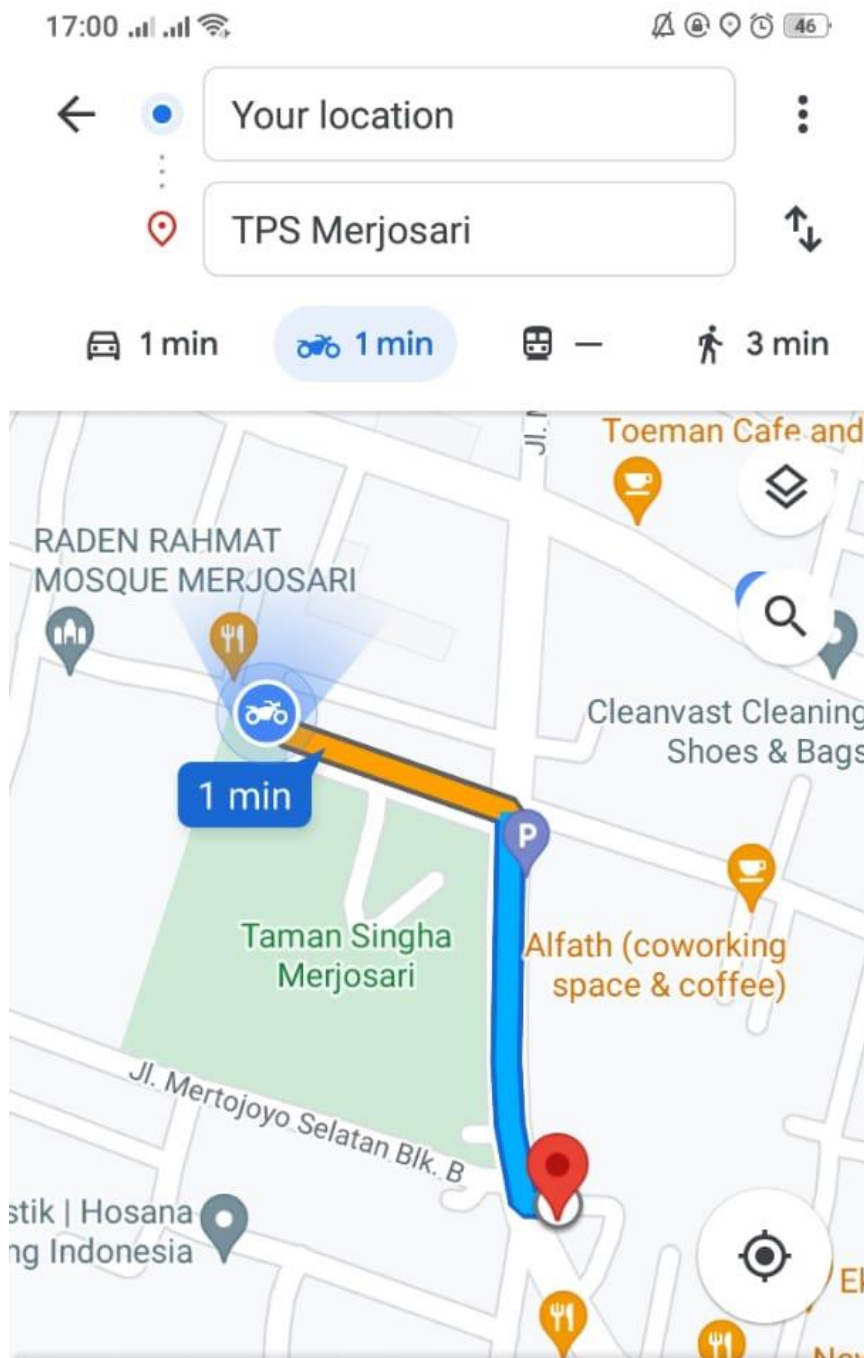 17:00
46
Your location
TPS Merjosari
1 min
1 min
—
3 min
Toeman Cafe and
RADEN RAHMAT
MOSQUE MERJOSARI
Cleanvast Cleaning
Shoes & Bags
1 min
P
Taman Singha
Merjosari
Alfath (coworking
space & coffee)
Jl. Mertojoyo Selatan Blk. B
stik | Hosana
ng Indonesia